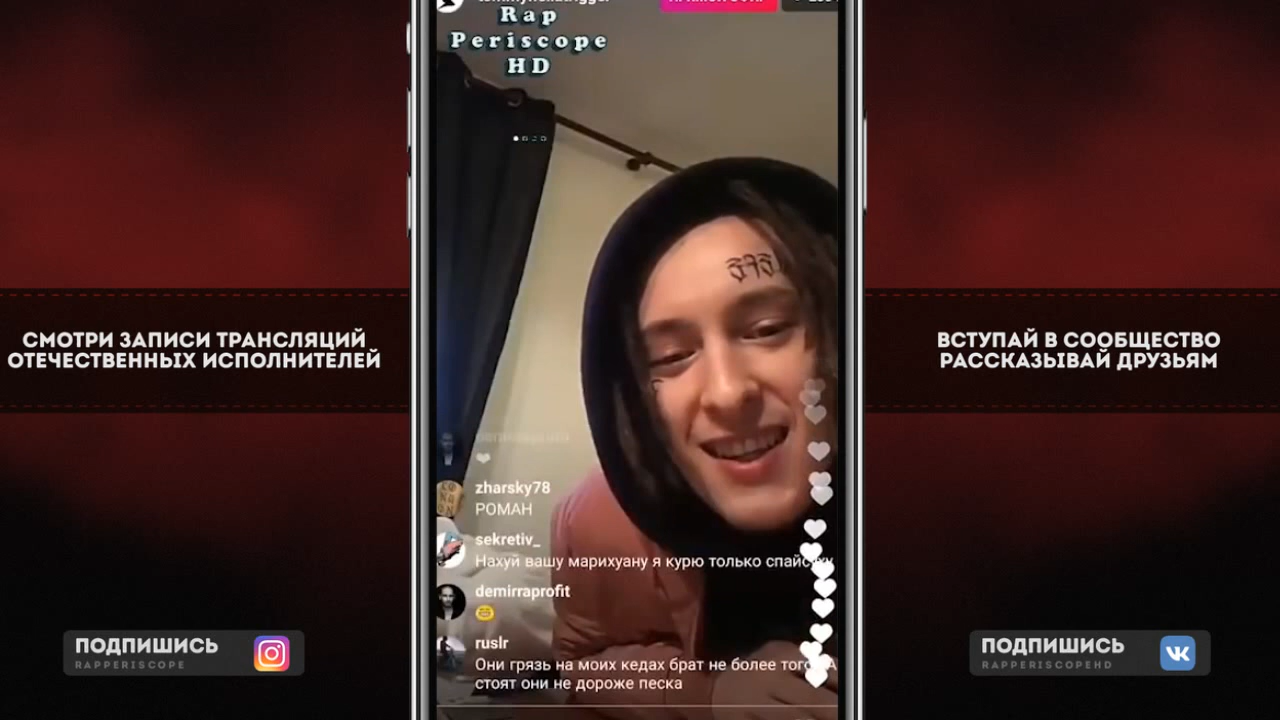 Rap
Periscope
HD
СМОТРИ ЗАПИСИ ТРАНСЛЯЦИЙ
ОТЕЧЕСТВЕННЫХ ИСПОЛНИТЕЛЕЙ
ВСТУПАЙ В СООБЩЕСТВО
РАССКАЗЫВАЙ ДРУЗЬЯМ
zharsky78
РОМАН
sekretiv_
Нахуй вашу марихуану я курю только
demirraprofit
ruslr
Они грязь на моих кедах брат не более
стоят они не дороже песка
ПОДПИШИСЬ
RAPPERISCOPE
ПОДПИШИСЬ
RAPPERISCOPEHD